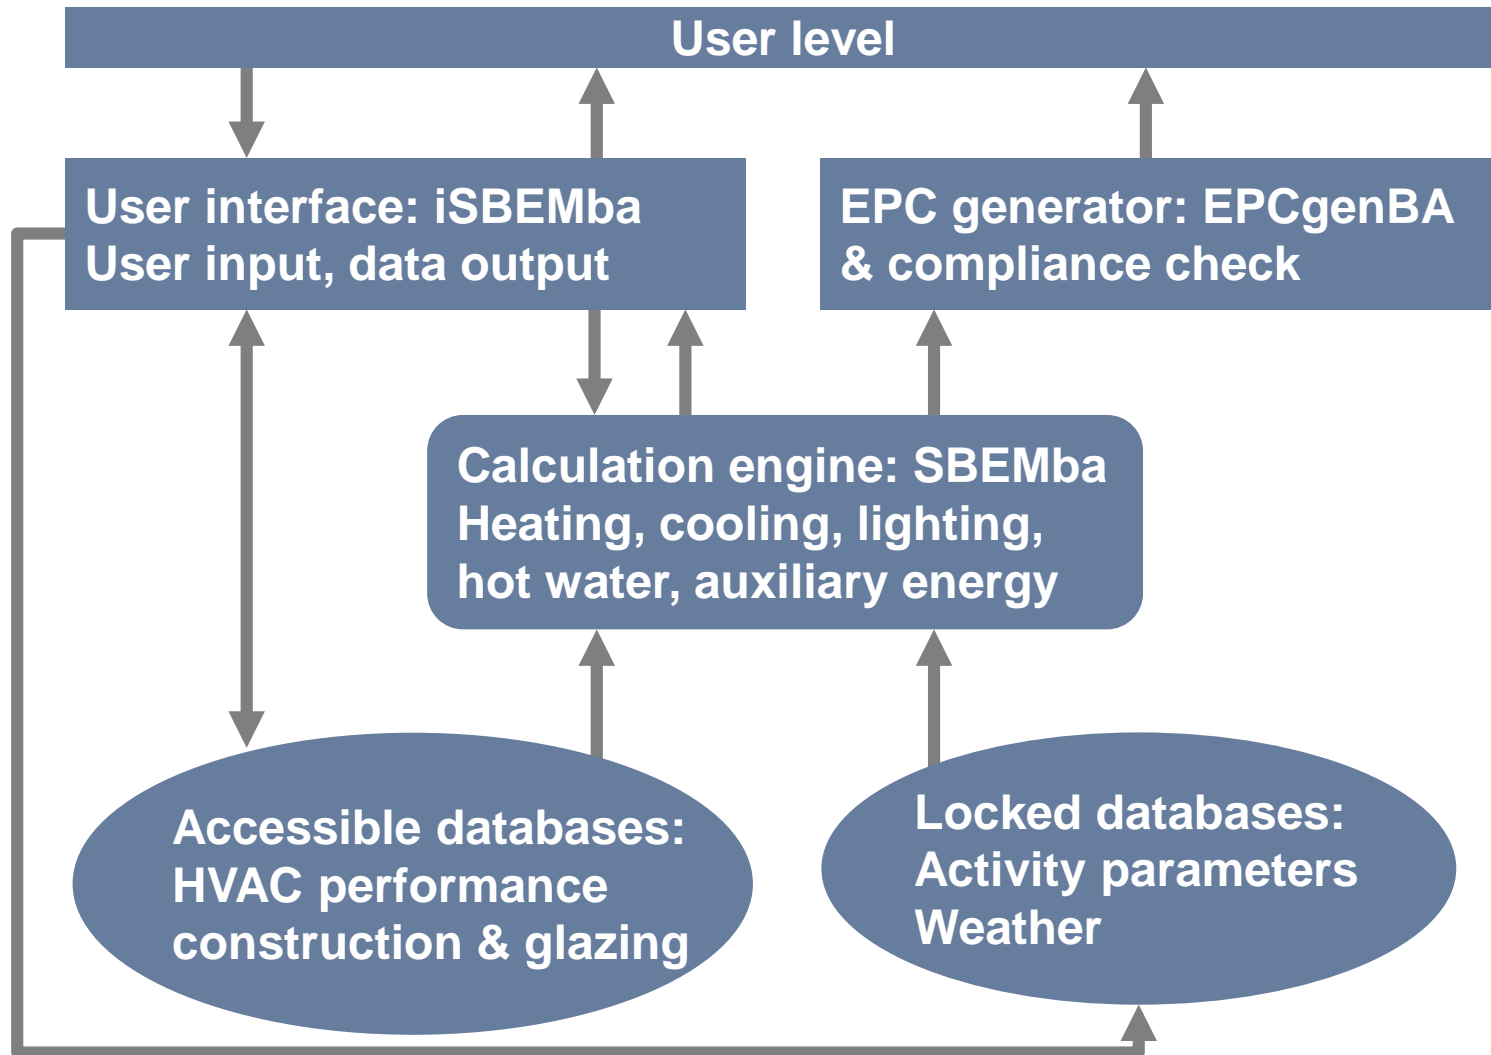 User level
User interface: iSBEMba
User input, data output
EPC generator: EPCgenBA
& compliance check
Calculation engine: SBEMba
Heating, cooling, lighting,
hot water, auxiliary energy
Accessible databases:
HVAC performance
construction & glazing
Locked databases:
Activity parameters
Weather